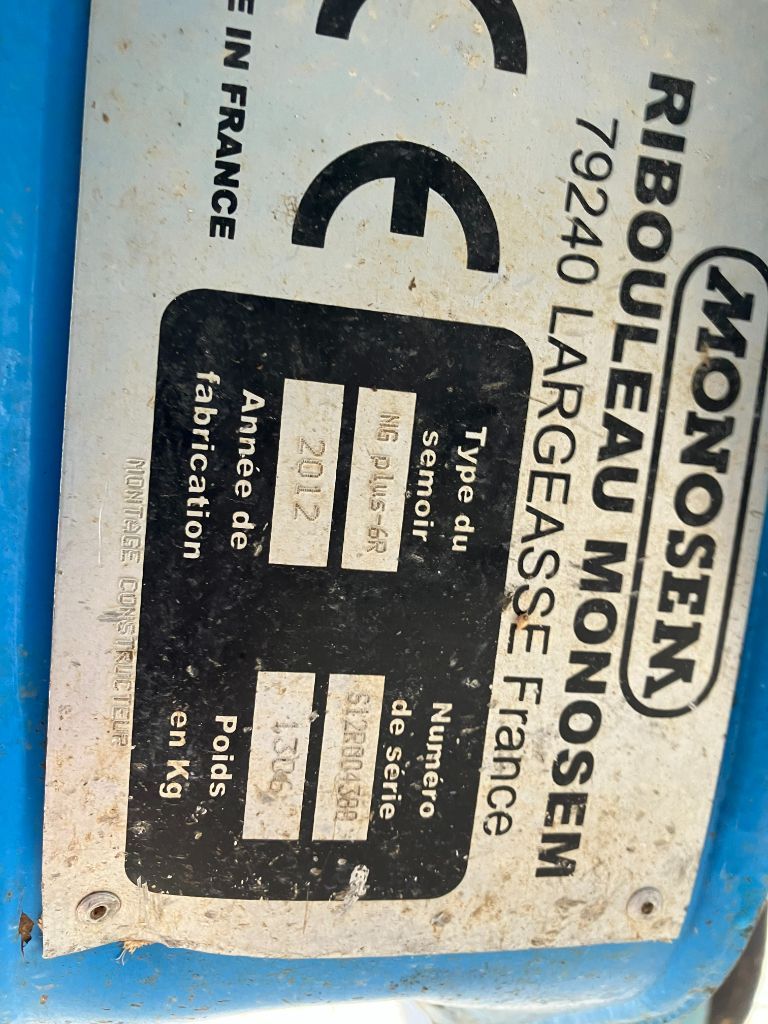 MONOSEM
RIBOULEAU MONOSEM
79240 LARGEASSE France
Type du
semoir
NG plus-6R
2012
Année de
fabrication
Numéro
de série
1306
Poids
en Kg
CE
E IN FRANCE
MONTAGE CONSTRUCTEUR